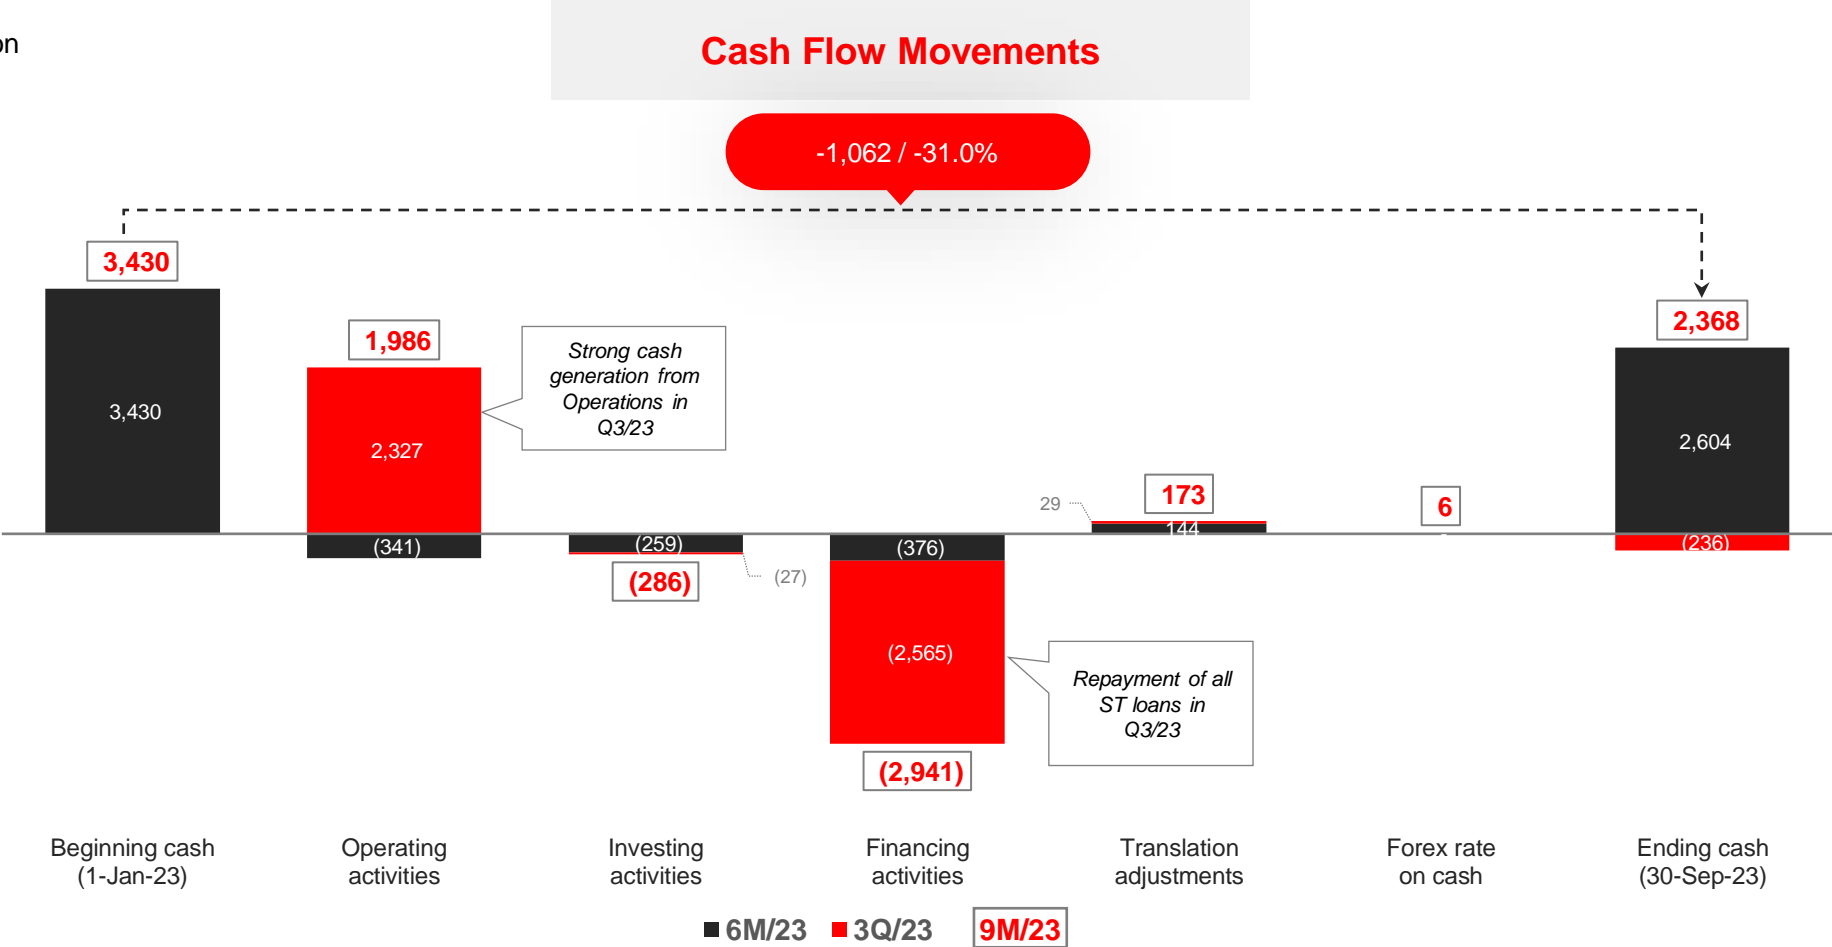 on
Cash Flow Movements
-1,062 / -31.0%
3,430
2,368
1,986
Strong cash
generation from
Operations in
Q3/23
3,430
2,327
2,604
29
173
144
6
(341)
(259)
(376)
(236)
(286)
(27)
(2,565)
Repayment of all
ST loans in
Q3/23
(2,941)
Beginning cash
(1-Jan-23)
Operating
activities
Investing
activities
Financing
activities
Translation
adjustments
Forex rate
on cash
Ending cash
(30-Sep-23)
6M/23
3Q/23
9M/23